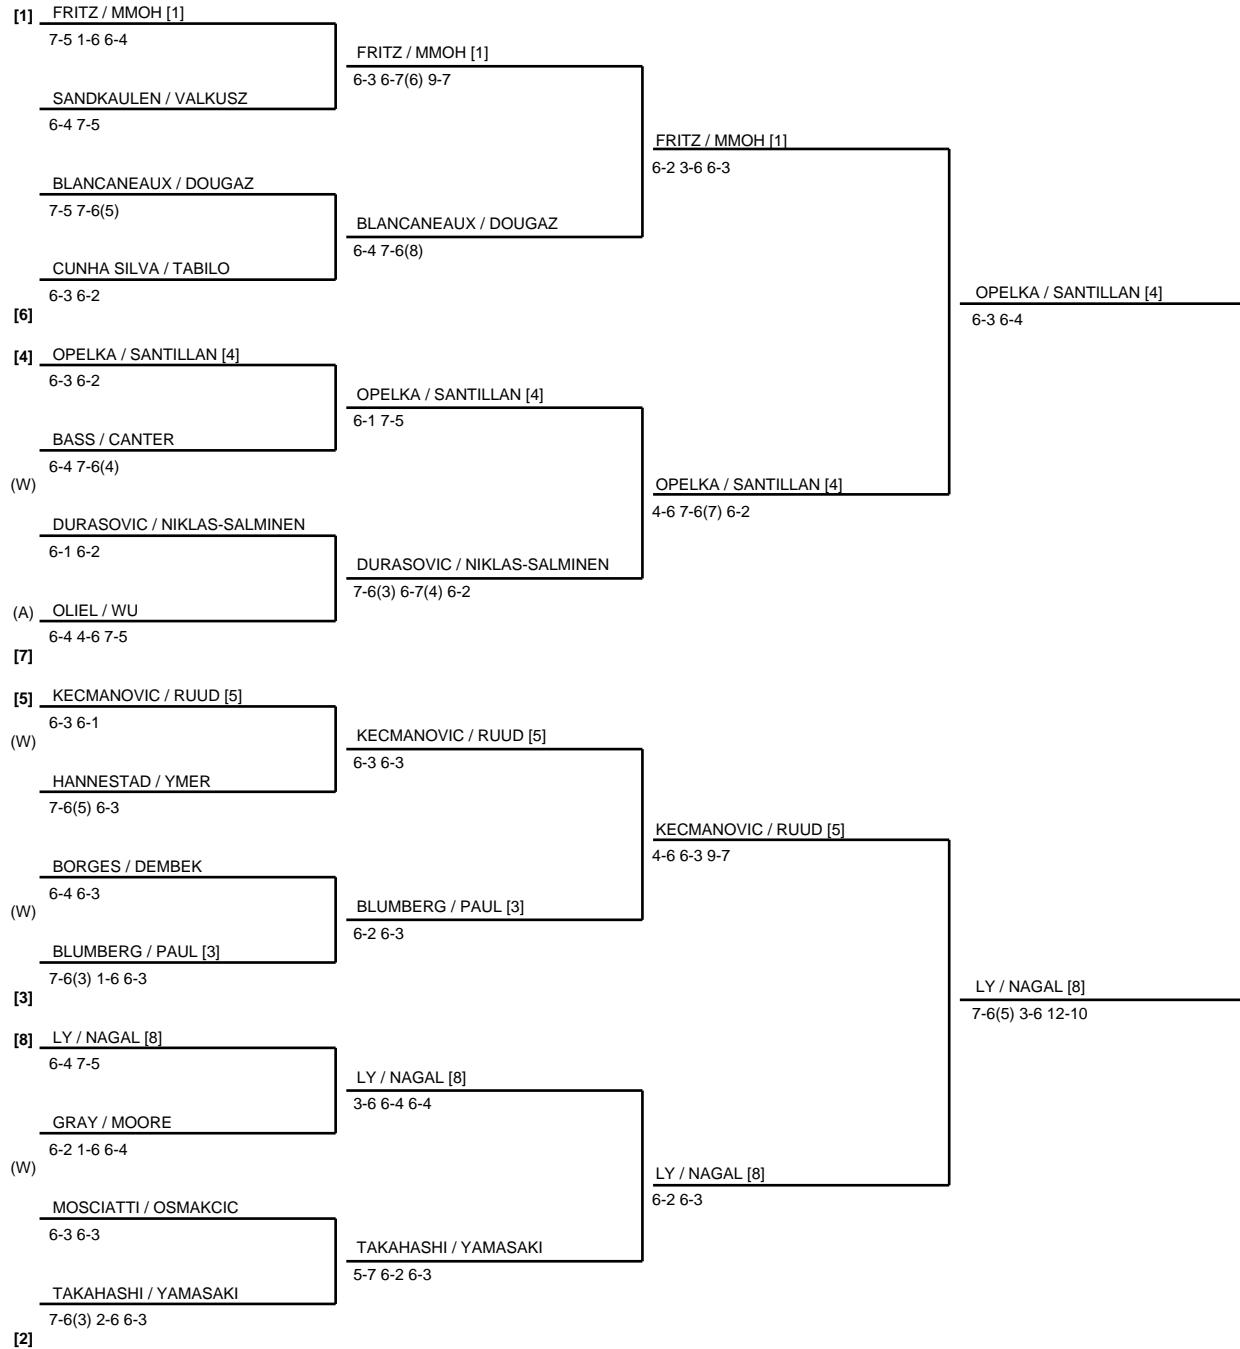 [1] FRITZ / MMOH [1]
7-5 1-6 6-4
FRITZ / MMOH [1]
6-3 6-7(6) 9-7
SANDKAULEN / VALKUSZ
6-4 7-5
FRITZ / MMOH [1]
6-2 3-6 6-3
BLANCANEAUX / DOUGAZ
7-5 7-6(5)
BLANCANEAUX / DOUGAZ
6-4 7-6(8)
CUNHA SILVA / TABILO
6-3 6-2
[6]
OPELKA / SANTILLAN [4]
6-3 6-4
[4] OPELKA / SANTILLAN [4]
6-3 6-2
OPELKA / SANTILLAN [4]
6-1 7-5
BASS / CANTER
6-4 7-6(4)
(W)
OPELKA / SANTILLAN [4]
4-6 7-6(7) 6-2
DURASOVIC / NIKLAS-SALMINEN
6-1 6-2
DURASOVIC / NIKLAS-SALMINEN
7-6(3) 6-7(4) 6-2
(A) OLIEL / WU
6-4 4-6 7-5
[7]
[5] KECMANOVIC / RUUD [5]
6-3 6-1
(W)
KECMANOVIC / RUUD [5]
6-3 6-3
HANNESTAD / YMER
7-6(5) 6-3
KECMANOVIC / RUUD [5]
4-6 6-3 9-7
BORGES / DEMBEK
6-4 6-3
(W)
BLUMBERG / PAUL [3]
6-2 6-3
BLUMBERG / PAUL [3]
7-6(3) 1-6 6-3
[3]
LY / NAGAL [8]
7-6(5) 3-6 12-10
[8] LY / NAGAL [8]
6-4 7-5
LY / NAGAL [8]
3-6 6-4 6-4
GRAY / MOORE
6-2 1-6 6-4
(W)
LY / NAGAL [8]
6-2 6-3
MOSCIATTI / OSMAKCIC
6-3 6-3
TAKAHASHI / YAMASAKI
5-7 6-2 6-3
TAKAHASHI / YAMASAKI
7-6(3) 2-6 6-3
[2]